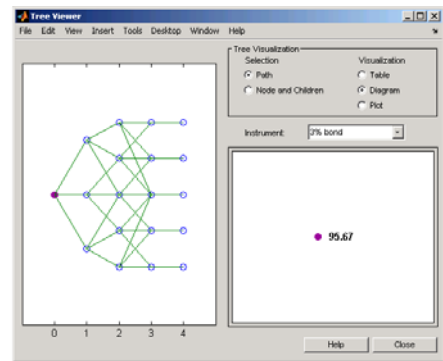 Tree Viewer
File Edit View Insert Tools Desktop Window Help
Tree Visualization
Selection
Visualization
Path
Table
Node and Children
Diagram
Plot
Instrument:
3% bond
95.67
0 1 2 3 4
Help
Close